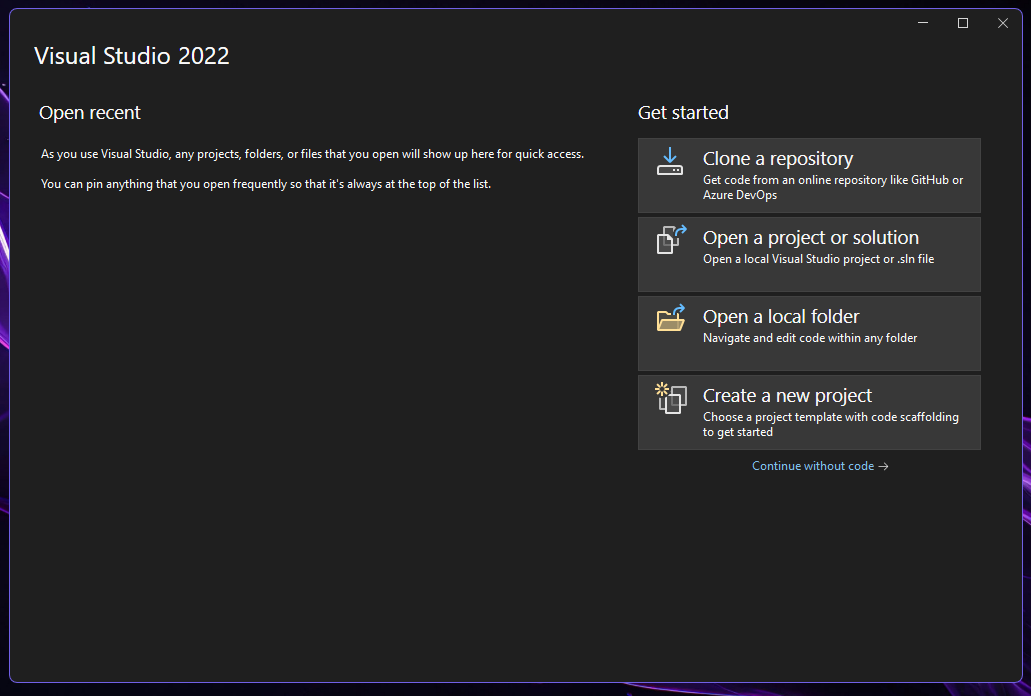 Visual Studio 2022
Open recent
As you use Visual Studio, any projects, folders, or files that you open will show up here for quick access.
You can pin anything that you open frequently so that it's always at the top of the list.
Get started
Clone a repository
Get code from an online repository like GitHub or
Azure DevOps
Open a project or solution
Open a local Visual Studio project or .sln file
Open a local folder
Navigate and edit code within any folder
Create a new project
Choose a project template with code scaffolding
to get started
Continue without code →